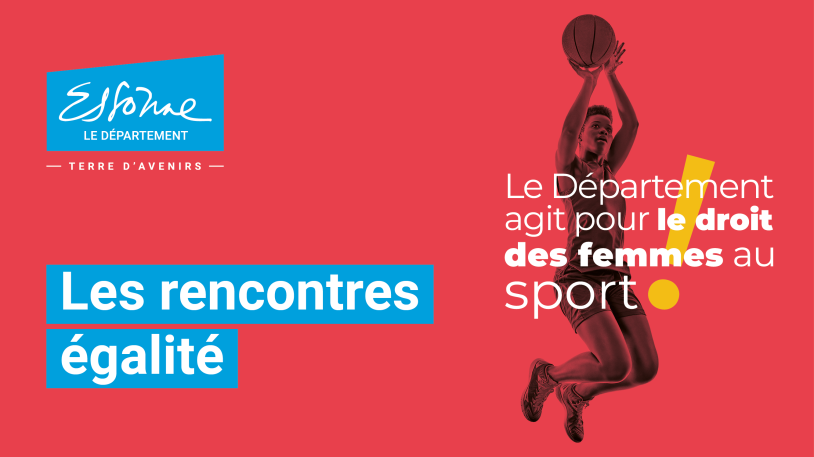 Essonne
LE DÉPARTEMENT
TERRE D'AVENIRS
Les rencontres
égalité
Le Département
agit pour le droit
des femmes au
sport !